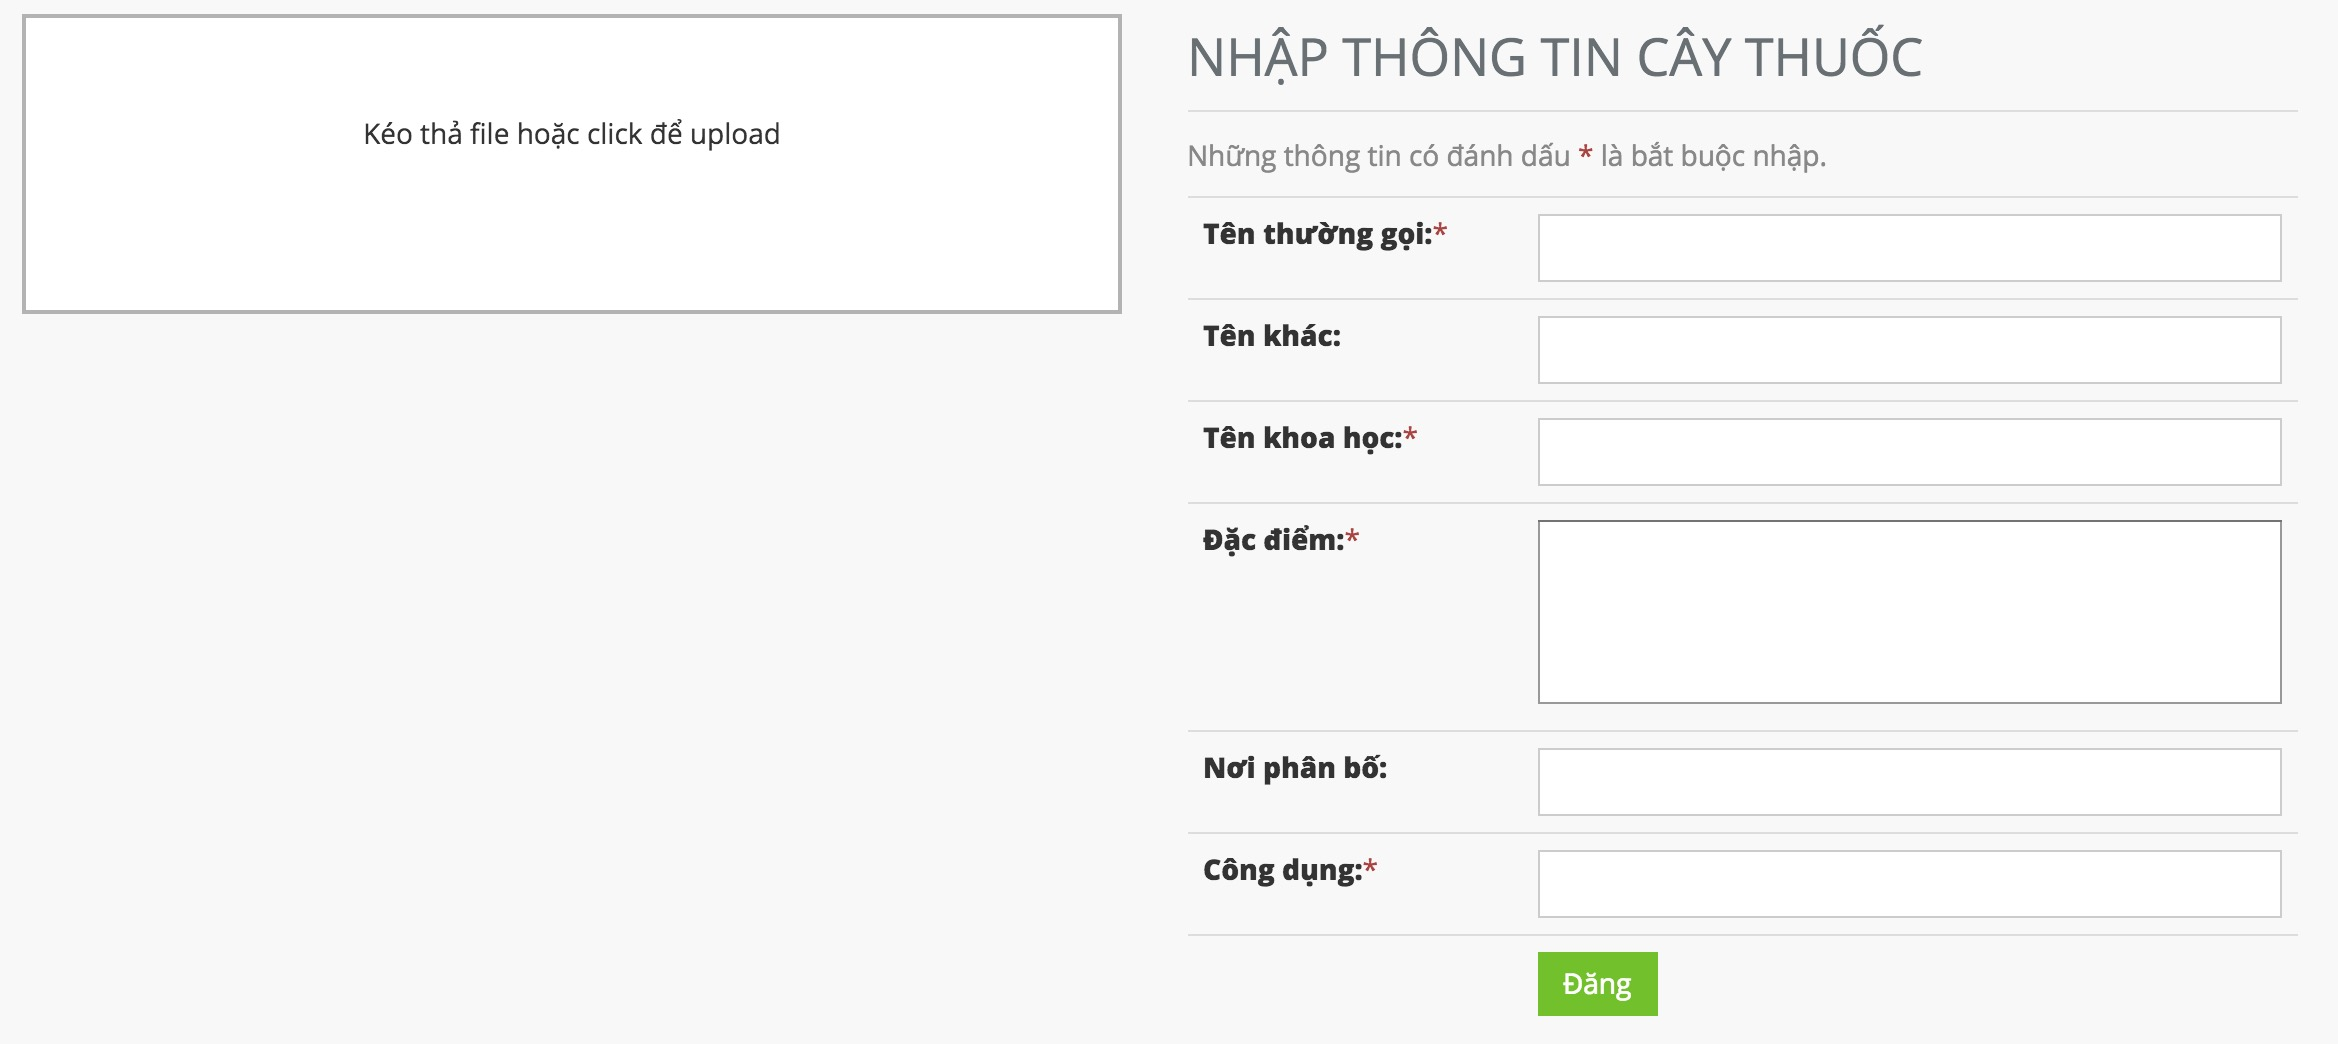 Kéo thả file hoặc click để upload
NHẬP THÔNG TIN CÂY THUỐC
Những thông tin có đánh dấu * là bắt buộc nhập.
Tên thường gọi:*
Tên khác:
Tên khoa học:*
Đặc điểm:*
Nơi phân bố:
Công dụng:*
Đăng